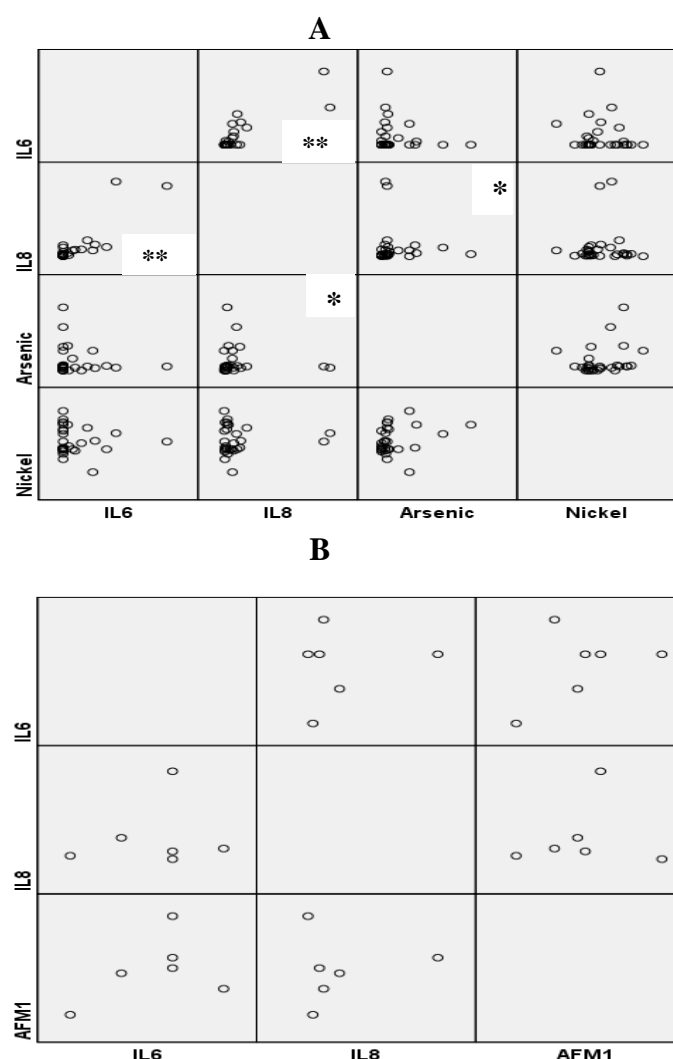 A
IL6
**
IL8
**
*
Arsenic
*
Nickel
IL6 IL8 Arsenic Nickel
B
IL6
IL8
AFM1
IL6 IL8 AFM1